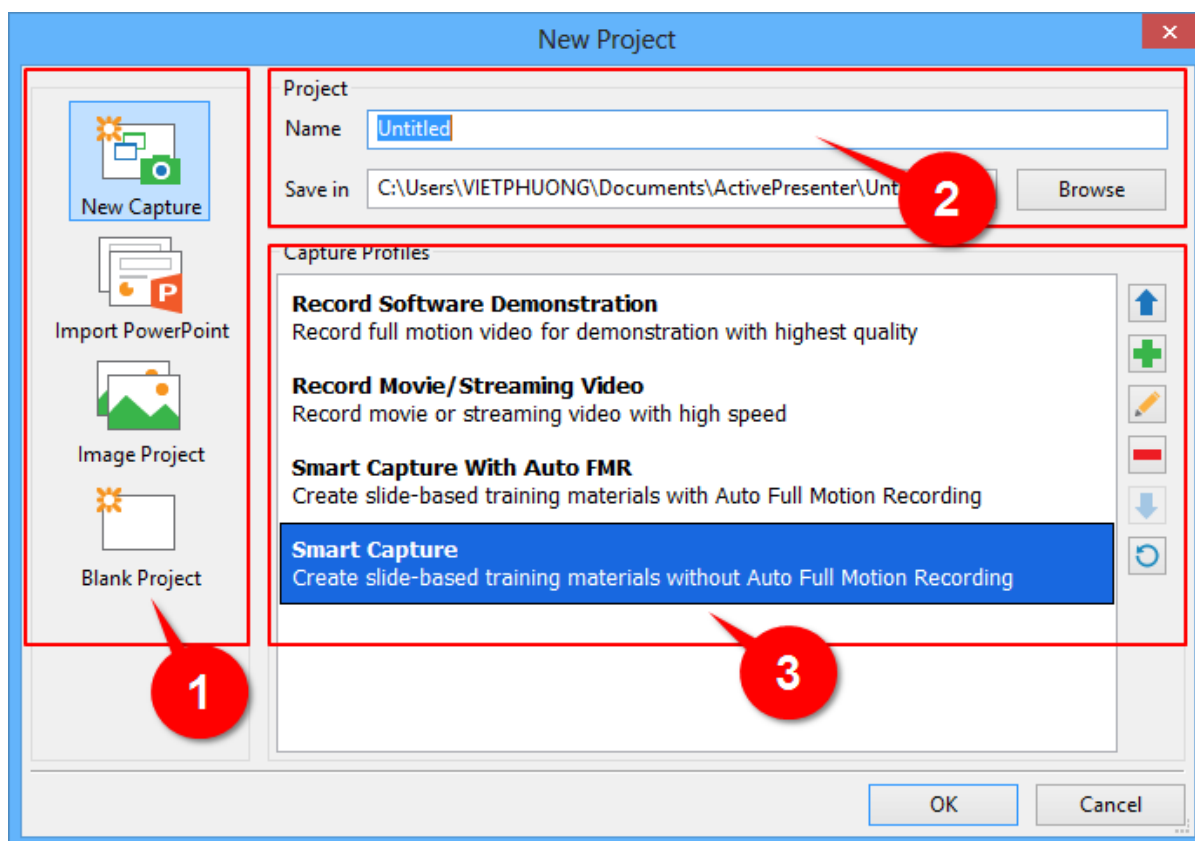 New Project
New Capture
Import PowerPoint
Image Project
Blank Project
1
Project
Name Untitled
Save in C:\Users\VIETPHUONG\Documents\ActivePresenter\Unt
Browse
2
Capture Profiles
Record Software Demonstration
Record full motion video for demonstration with highest quality
Record Movie/Streaming Video
Record movie or streaming video with high speed
Smart Capture With Auto FMR
Create slide-based training materials with Auto Full Motion Recording
Smart Capture
Create slide-based training materials without Auto Full Motion Recording
3
OK
Cancel